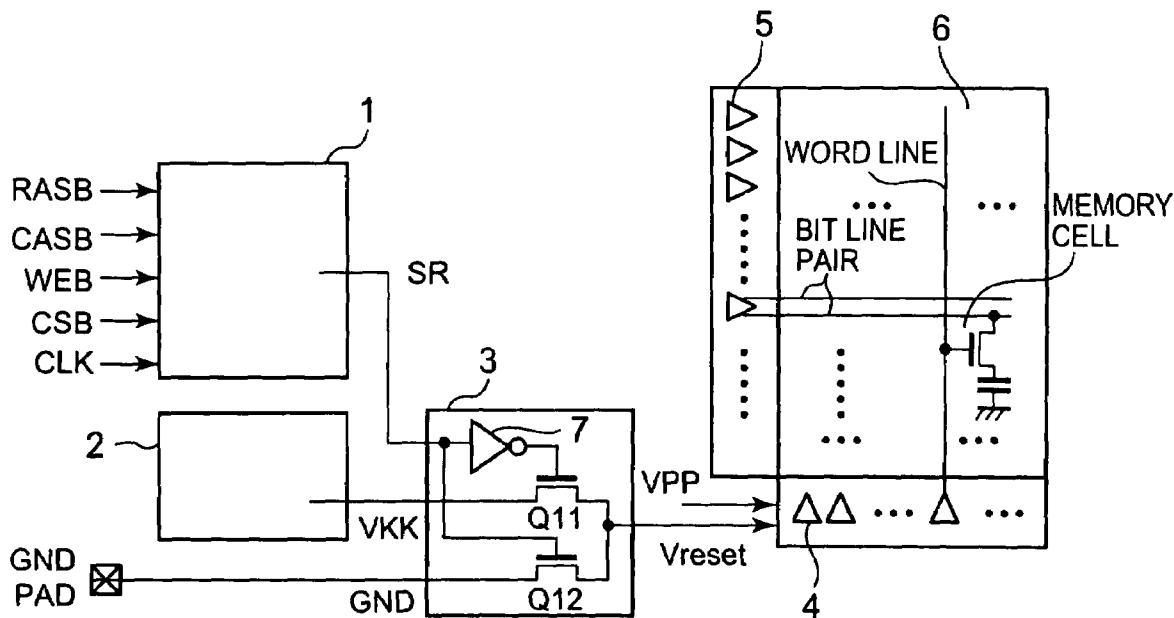 1
RASB
CASB
WEB
CSB
CLK
SR
2
3
7
VKK
Q11
GND
PAD
GND
Q12
VPP
Vreset
5
6
WORD LINE
BIT LINE
PAIR
MEMORY
CELL
4